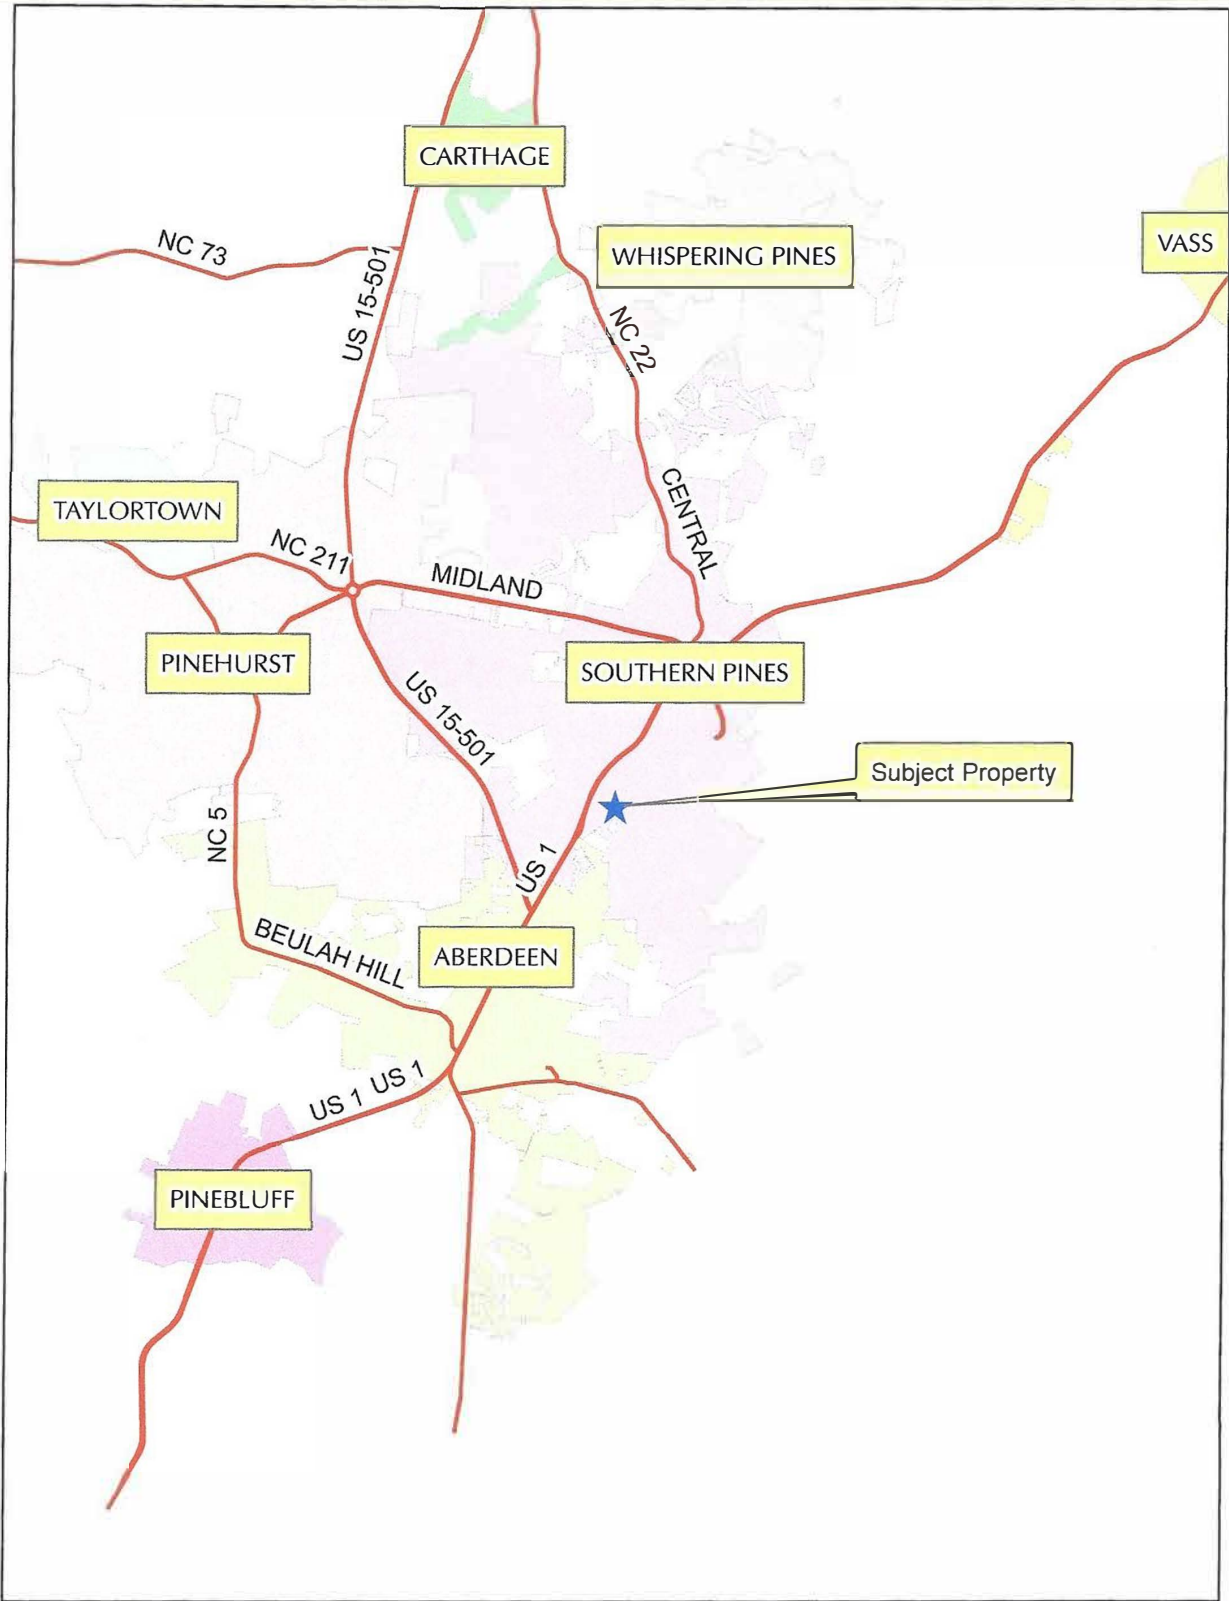 CARTHAGE
NC 73
US 15-501
WHISPERING PINES
VASS
NC 22
CENTRAL
TAYLORTOWN
NC 211
MIDLAND
PINEHURST
SOUTHERN PINES
US 15-501
Subject Property
NC 5
US 1
BEULAH HILL
ABERDEEN
US 1
US 1
PINEBLUFF